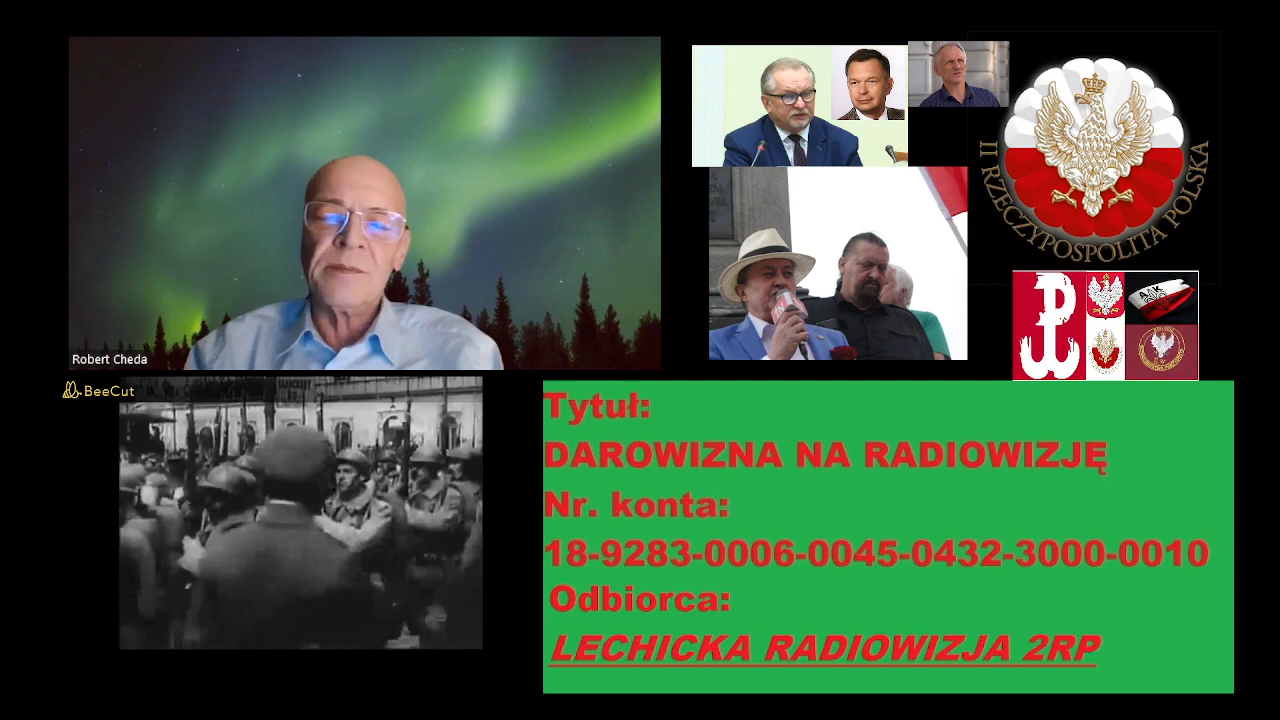 Robert Cheda
BeeCut
II RZECZYPOSPOLITA POLSKA
Tytuł:
DAROWIZNA NA RADIOWIZJĘ
Nr. konta:
18-9283-0006-0045-0432-3000-0010
Odbiorca:
LECHICKA RADIOWIZJA 2RP